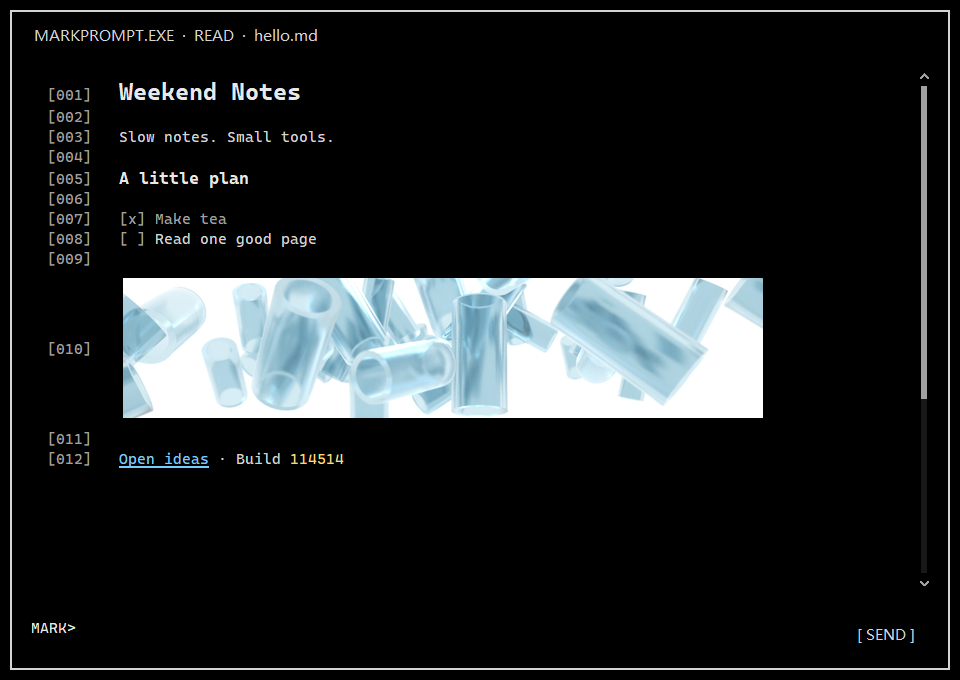 MARKPROMPT.EXE · READ · hello.md
[001] Weekend Notes
[002]
[003] Slow notes. Small tools.
[004]
[005] A little plan
[006]
[007] [x] Make tea
[008] [ ] Read one good page
[009]
[010]
[011]
[012] Open ideas · Build 114514
MARK>
[ SEND ]